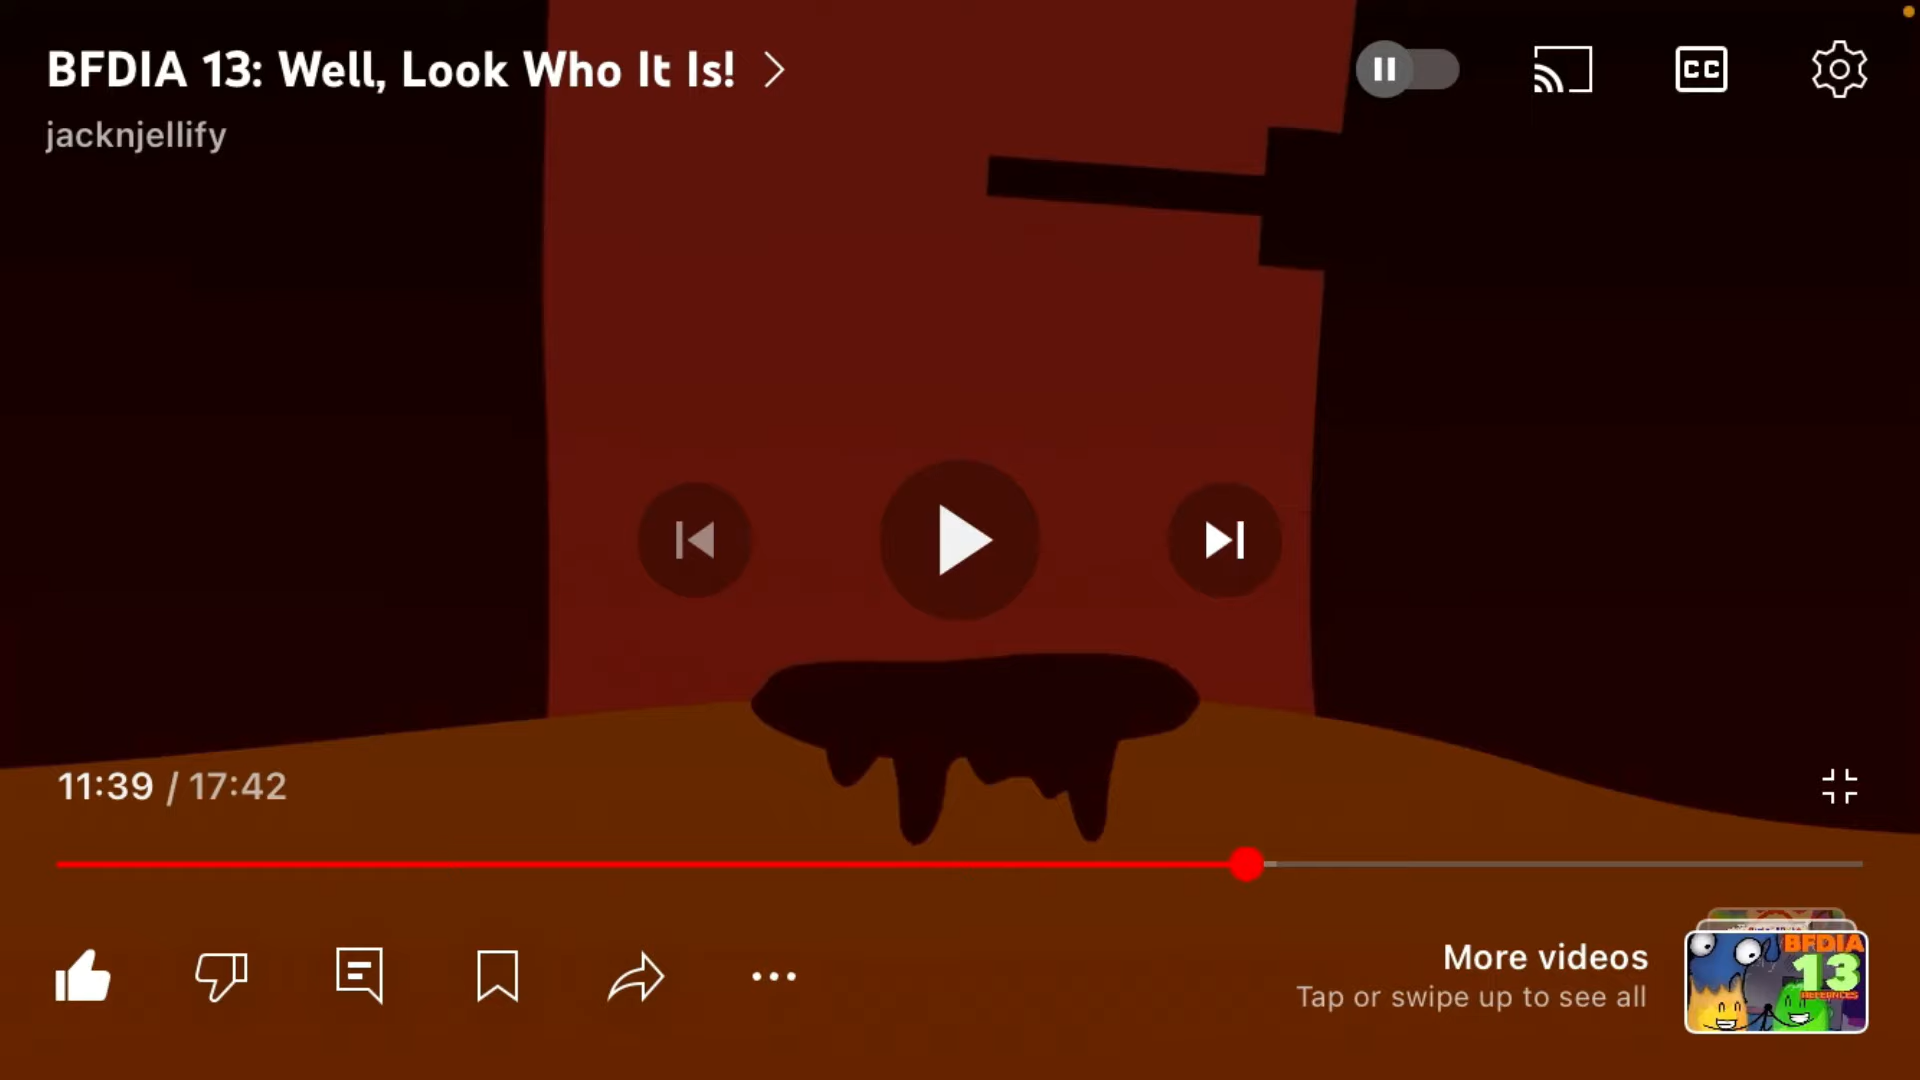 BFDIA 13: Well, Look Who It Is!
jacknjellify
CC
11:39 / 17:42
More videos
Tap or swipe up to see all
BFDIA
13